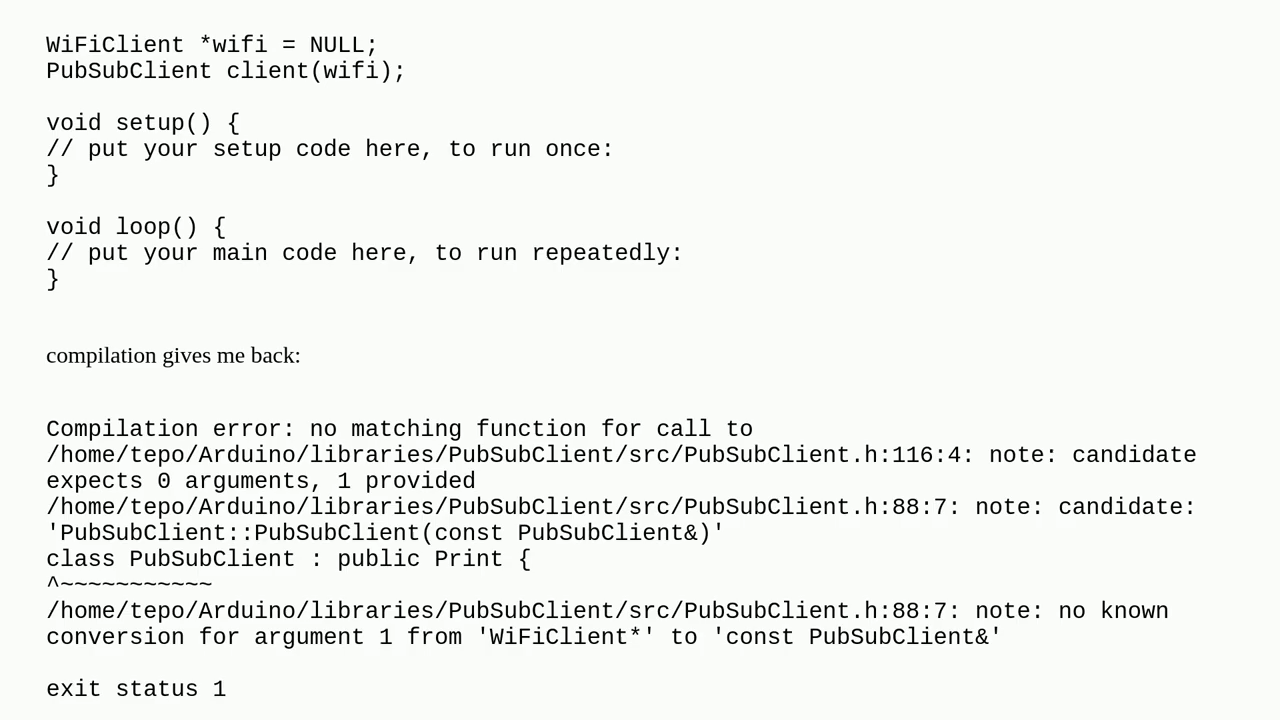 WiFiClient *wifi = NULL;
PubSubClient client(wifi);
void setup() {
// put your setup code here, to run once:
}
void loop() {
// put your main code here, to run repeatedly:
}
compilation gives me back:
Compilation error: no matching function for call to
/home/tepo/Arduino/libraries/PubSubClient/src/PubSubClient.h:116:4: note: candidate
expects 0 arguments, 1 provided
/home/tepo/Arduino/libraries/PubSubClient/src/PubSubClient.h:88:7: note: candidate:
'PubSubClient::PubSubClient(const PubSubClient&)'
class PubSubClient : public Print {
^~~~~~~~~~~~
/home/tepo/Arduino/libraries/PubSubClient/src/PubSubClient.h:88:7: note: no known
conversion for argument 1 from 'WiFiClient*' to 'const PubSubClient&'
exit status 1